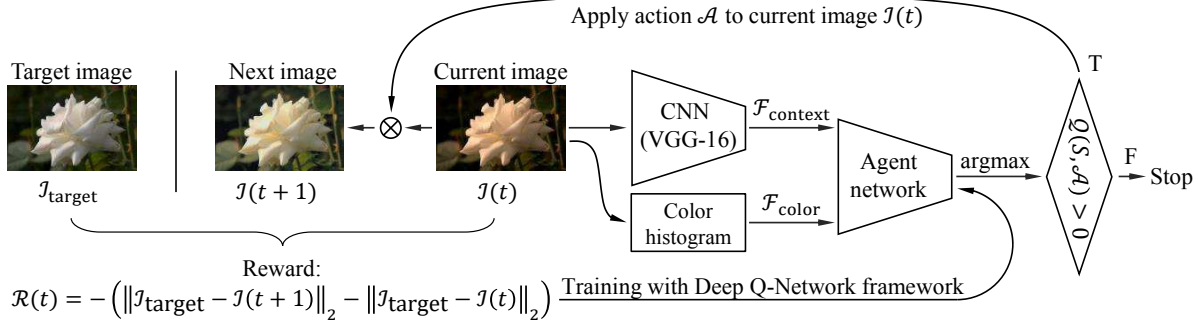 Apply action 𝒜 to current image ℐ(t)
Target image
Next image
Current image
ℐtarget
ℐ(t + 1)
ℐ(t)
CNN
(VGG-16)
ℱcontext
Color
histogram
ℱcolor
Agent
network
argmax
Q(S, 𝒜) > 0
T
F
Stop
Reward:
ℛ(t) = −(‖ℐtarget − ℐ(t + 1)‖₂ − ‖ℐtarget − ℐ(t)‖₂)
Training with Deep Q-Network framework